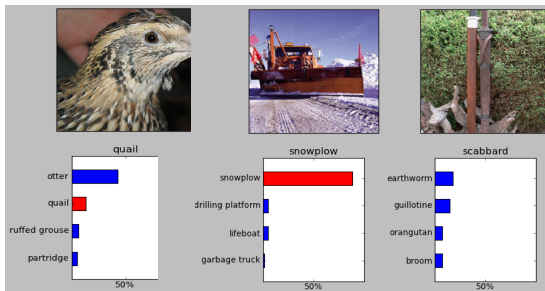 quail
otter
quail
ruffed grouse
partridge
50%
snowplow
snowplow
drilling platform
lifeboat
garbage truck
50%
scabbard
earthworm
guillotine
orangutan
broom
50%